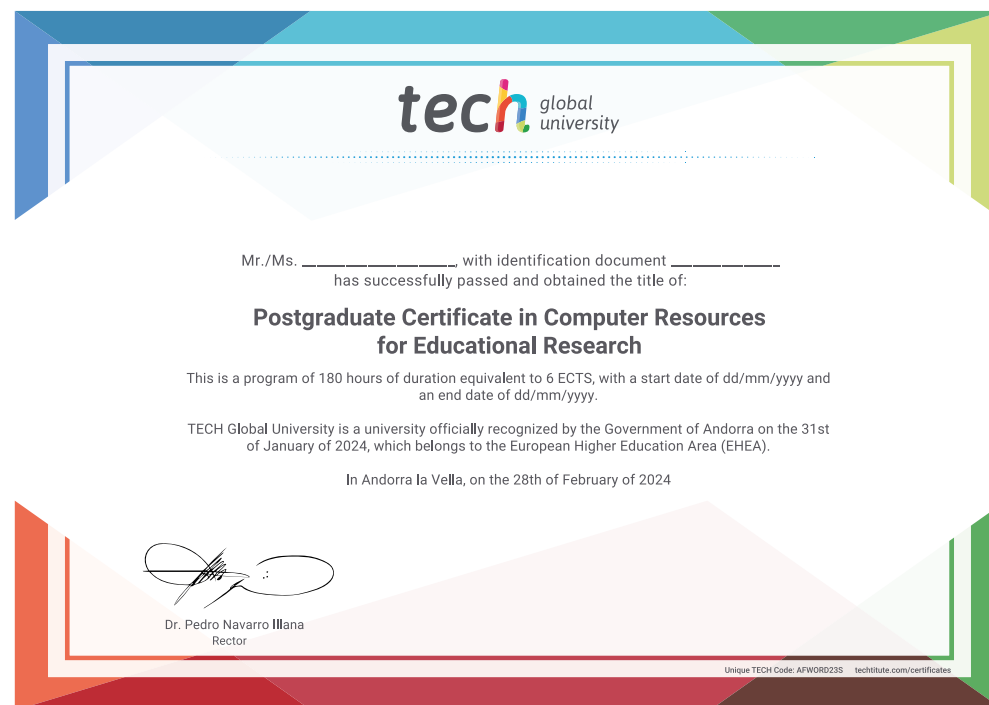 tech global university
Mr./Ms. ____________________, with identification document ______________
has successfully passed and obtained the title of:
Postgraduate Certificate in Computer Resources
for Educational Research
This is a program of 180 hours of duration equivalent to 6 ECTS, with a start date of dd/mm/yyyy and
an end date of dd/mm/yyyy.
TECH Global University is a university officially recognized by the Government of Andorra on the 31st
of January of 2024, which belongs to the European Higher Education Area (EHEA).
In Andorra la Vella, on the 28th of February of 2024
Dr. Pedro Navarro Illana
Rector
Unique TECH Code: AFWORD23S techtitute.com/certificates